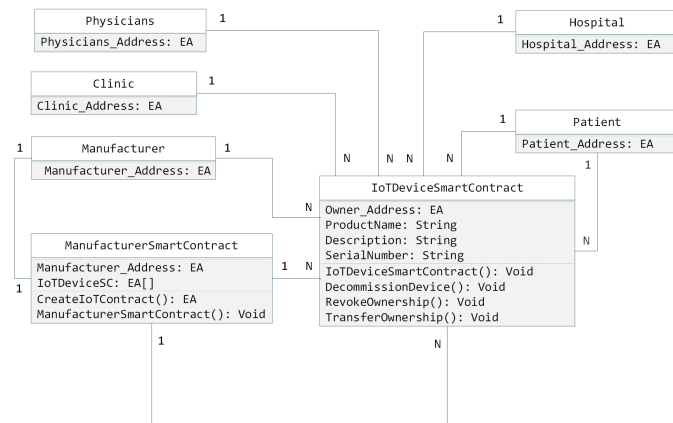 Physicians
Physicians_Address: EA
1
1
Hospital
Hospital_Address: EA
Clinic
Clinic_Address: EA
1
1
Patient
Patient_Address: EA
1
1
Manufacturer
Manufacturer_Address: EA
1
N
N
N
N
IoTDeviceSmartContract
Owner_Address: EA
ProductName: String
Description: String
SerialNumber: String
IoTDeviceSmartContract(): Void
DecommissionDevice(): Void
RevokeOwnership(): Void
TransferOwnership(): Void
N
N
ManufacturerSmartContract
Manufacturer_Address: EA
IoTDeviceSC: EA[]
CreateIoTContract(): EA
ManufacturerSmartContract(): Void
1
N
1
1
N